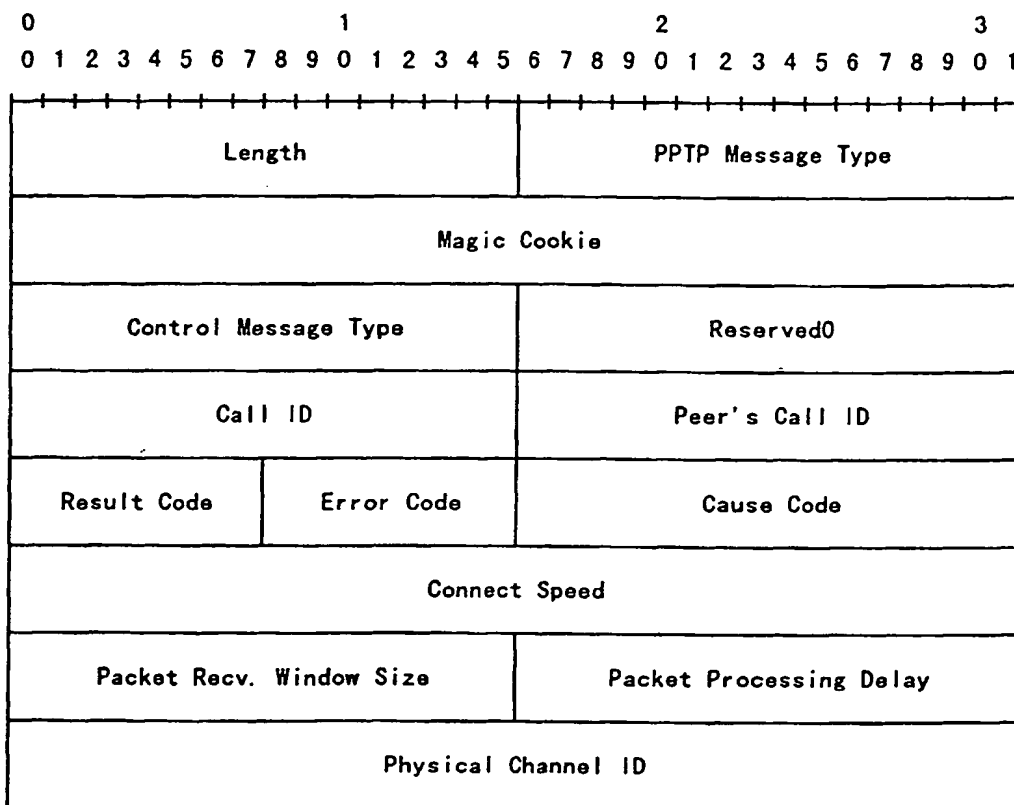 0 1 2 3
0 1 2 3 4 5 6 7 8 9 0 1 2 3 4 5 6 7 8 9 0 1 2 3 4 5 6 7 8 9 0 1
Length PPTP Message Type
Magic Cookie
Control Message Type Reserved0
Call ID Peer's Call ID
Result Code Error Code Cause Code
Connect Speed
Packet Recv. Window Size Packet Processing Delay
Physical Channel ID